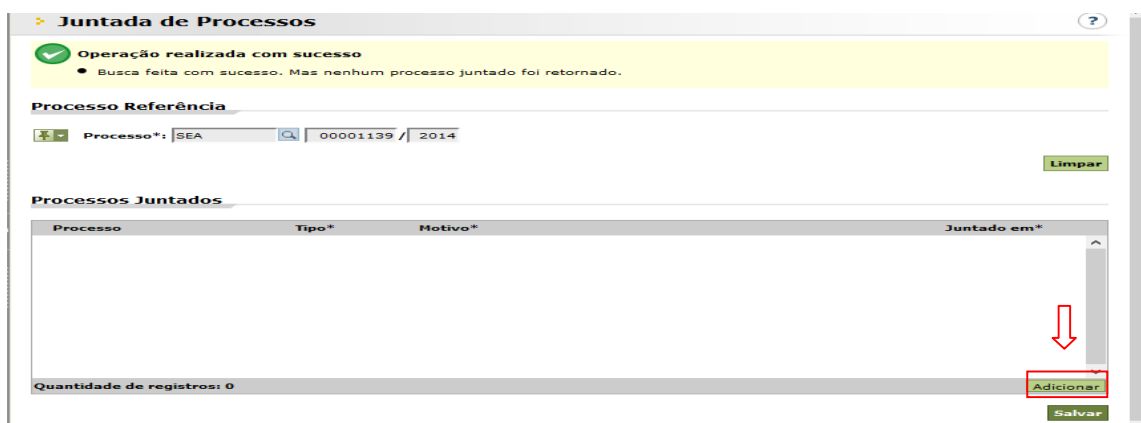 Juntada de Processos ?
Operação realizada com sucesso
• Busca feita com sucesso. Mas nenhum processo juntado foi retornado.
Processo Referência
Processo*: SEA 00001139 / 2014
Limpar
Processos Juntados
Processo Tipo* Motivo* Juntado em*
Quantidade de registros: 0 Adicionar
Salvar